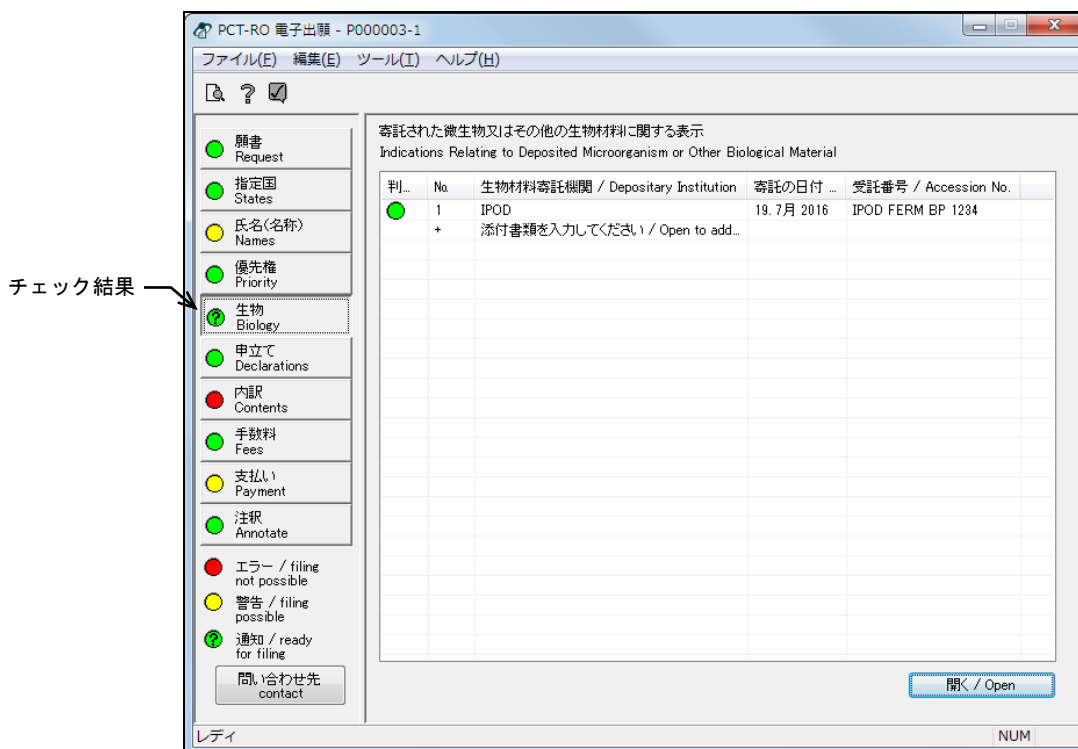 PCT-RO 電子出願 - P000003-1
ファイル(F) 編集(E) ツール(T) ヘルプ(H)
願書
Request
指定国
States
氏名(名称)
Names
優先権
Priority
生物
Biology
申立て
Declarations
内訳
Contents
手数料
Fees
支払い
Payment
注釈
Annotate
エラー / filing
not possible
警告 / filing
possible
通知 / ready
for filing
問い合わせ先
contact
チェック結果
寄託された微生物又はその他の生物材料に関する表示
Indications Relating to Deposited Microorganism or Other Biological Material
判... No. 生物材料寄託機関 / Depositary Institution 寄託の日付 ... 受託番号 / Accession No.
1 IPOD 19. 7月 2016 IPOD FERM BP 1234
+ 添付書類を入力してください / Open to add...
開く / Open
レディ NUM